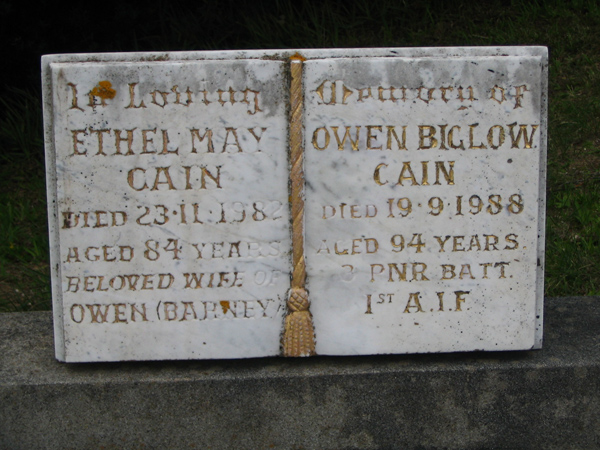 In Loving
ETHEL MAY
CAIN
DIED 23·11·1982
AGED 84 YEARS
BELOVED WIFE OF
OWEN (BARNEY)
Memory of
OWEN BIGLOW
CAIN
DIED 19·9·1988
AGED 94 YEARS
3 PNR BATT.
1ST A.I.F